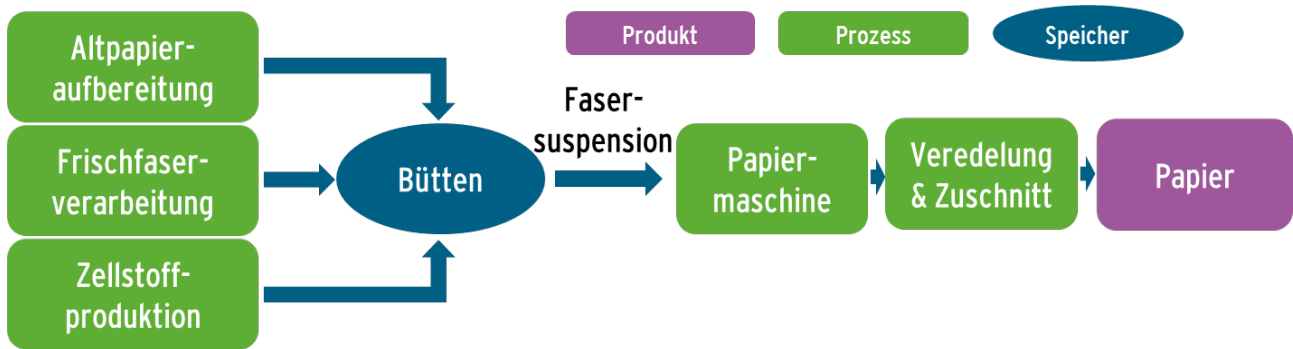 Produkt
Prozess
Speicher
Altpapier-
aufbereitung
Frischfaser-
verarbeitung
Zellstoff-
produktion
Bütten
Faser-
suspension
Papier-
maschine
Veredelung
& Zuschnitt
Papier